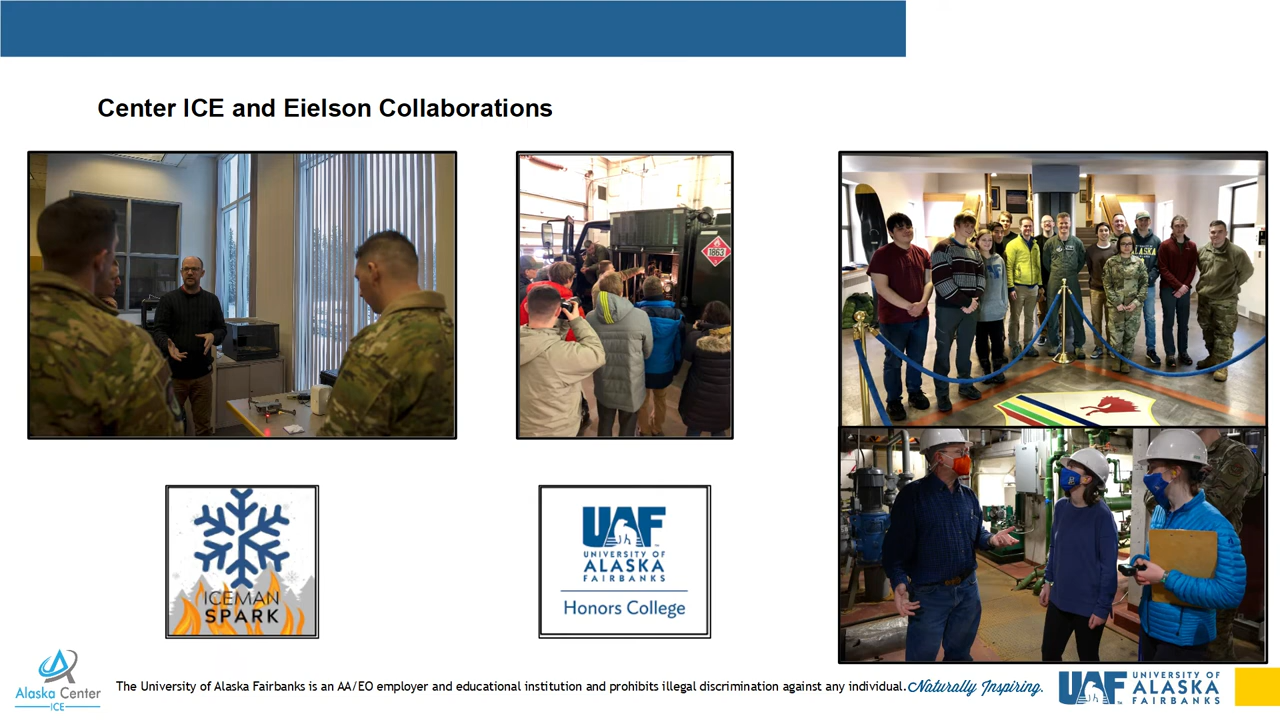 Center ICE and Eielson Collaborations
1863
ICEMAN
SPARK
UAF
UNIVERSITY OF
ALASKA
FAIRBANKS
Honors College
Alaska Center
ICE
The University of Alaska Fairbanks is an AA/EO employer and educational institution and prohibits illegal discrimination against any individual.
Naturally Inspiring.
UAF
UNIVERSITY OF
ALASKA
FAIRBANKS